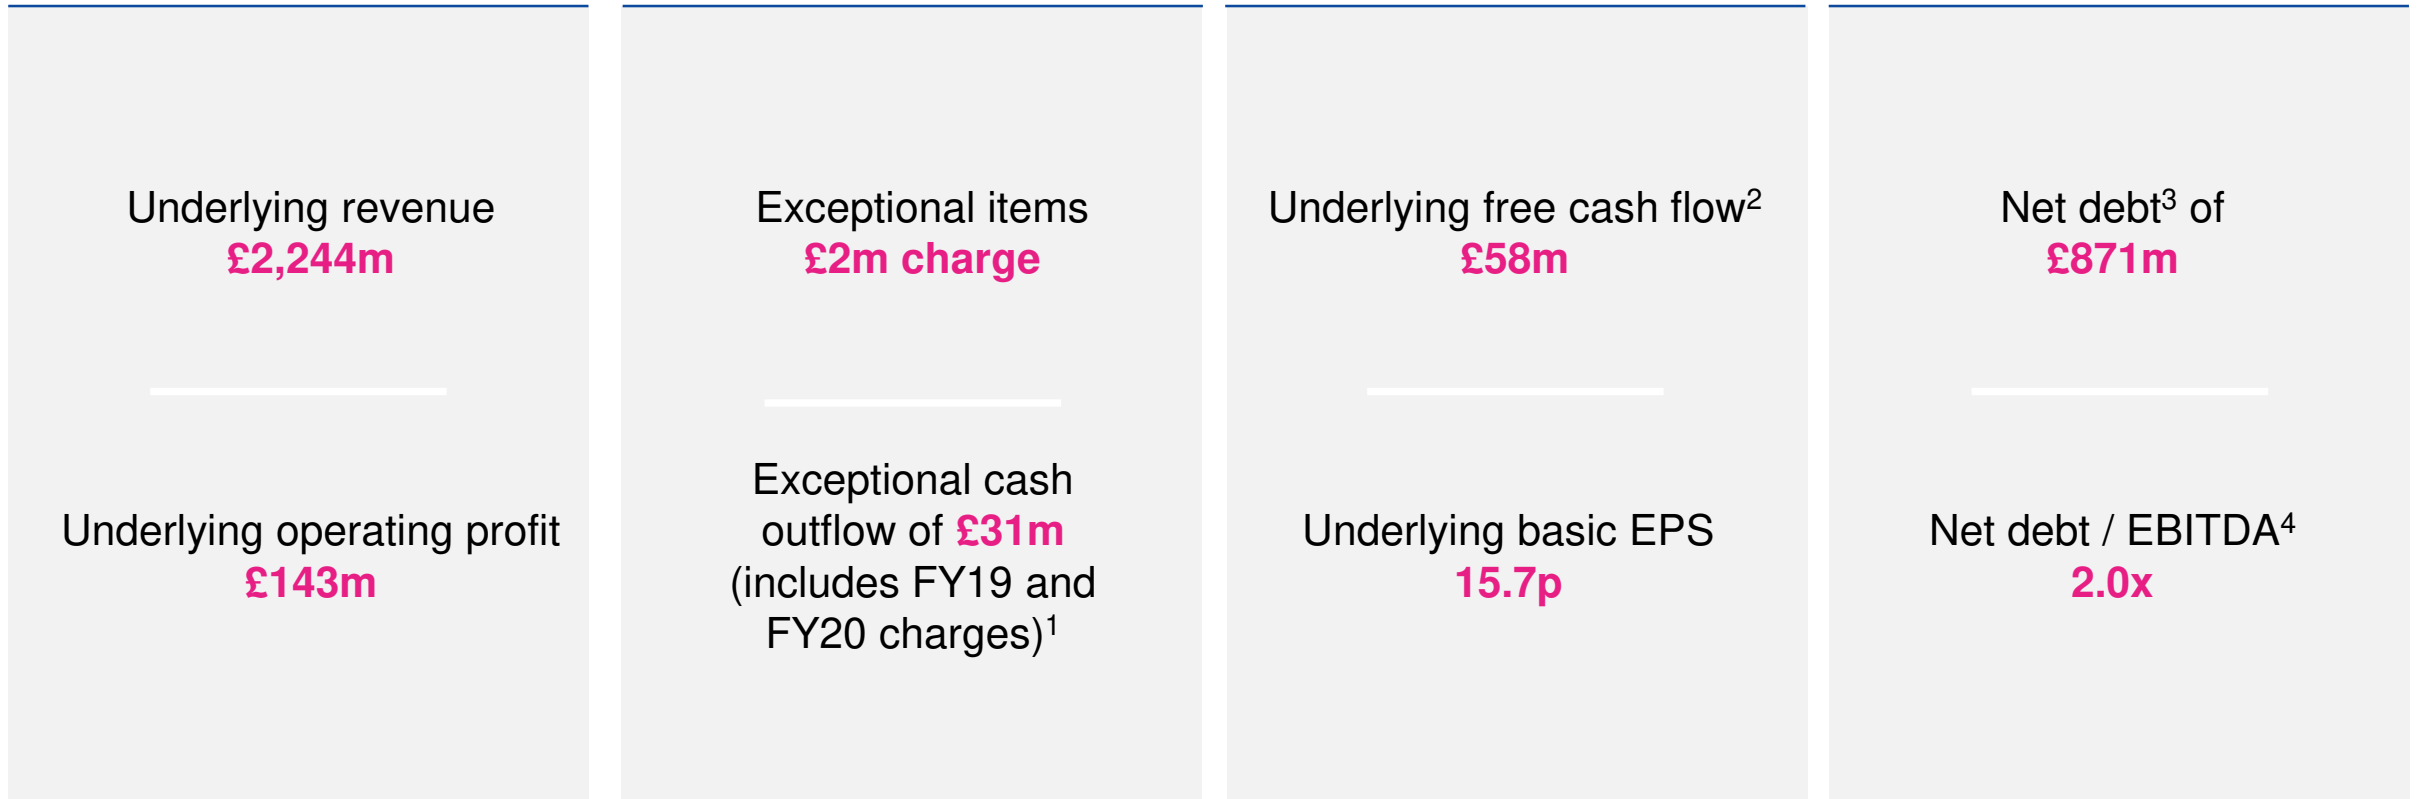 Underlying revenue
£2,244m
Underlying operating profit
£143m
Exceptional items
£2m charge
Exceptional cash
outflow of £31m
(includes FY19 and
FY20 charges)¹
Underlying free cash flow²
£58m
Underlying basic EPS
15.7p
Net debt³ of
£871m
Net debt / EBITDA⁴
2.0x